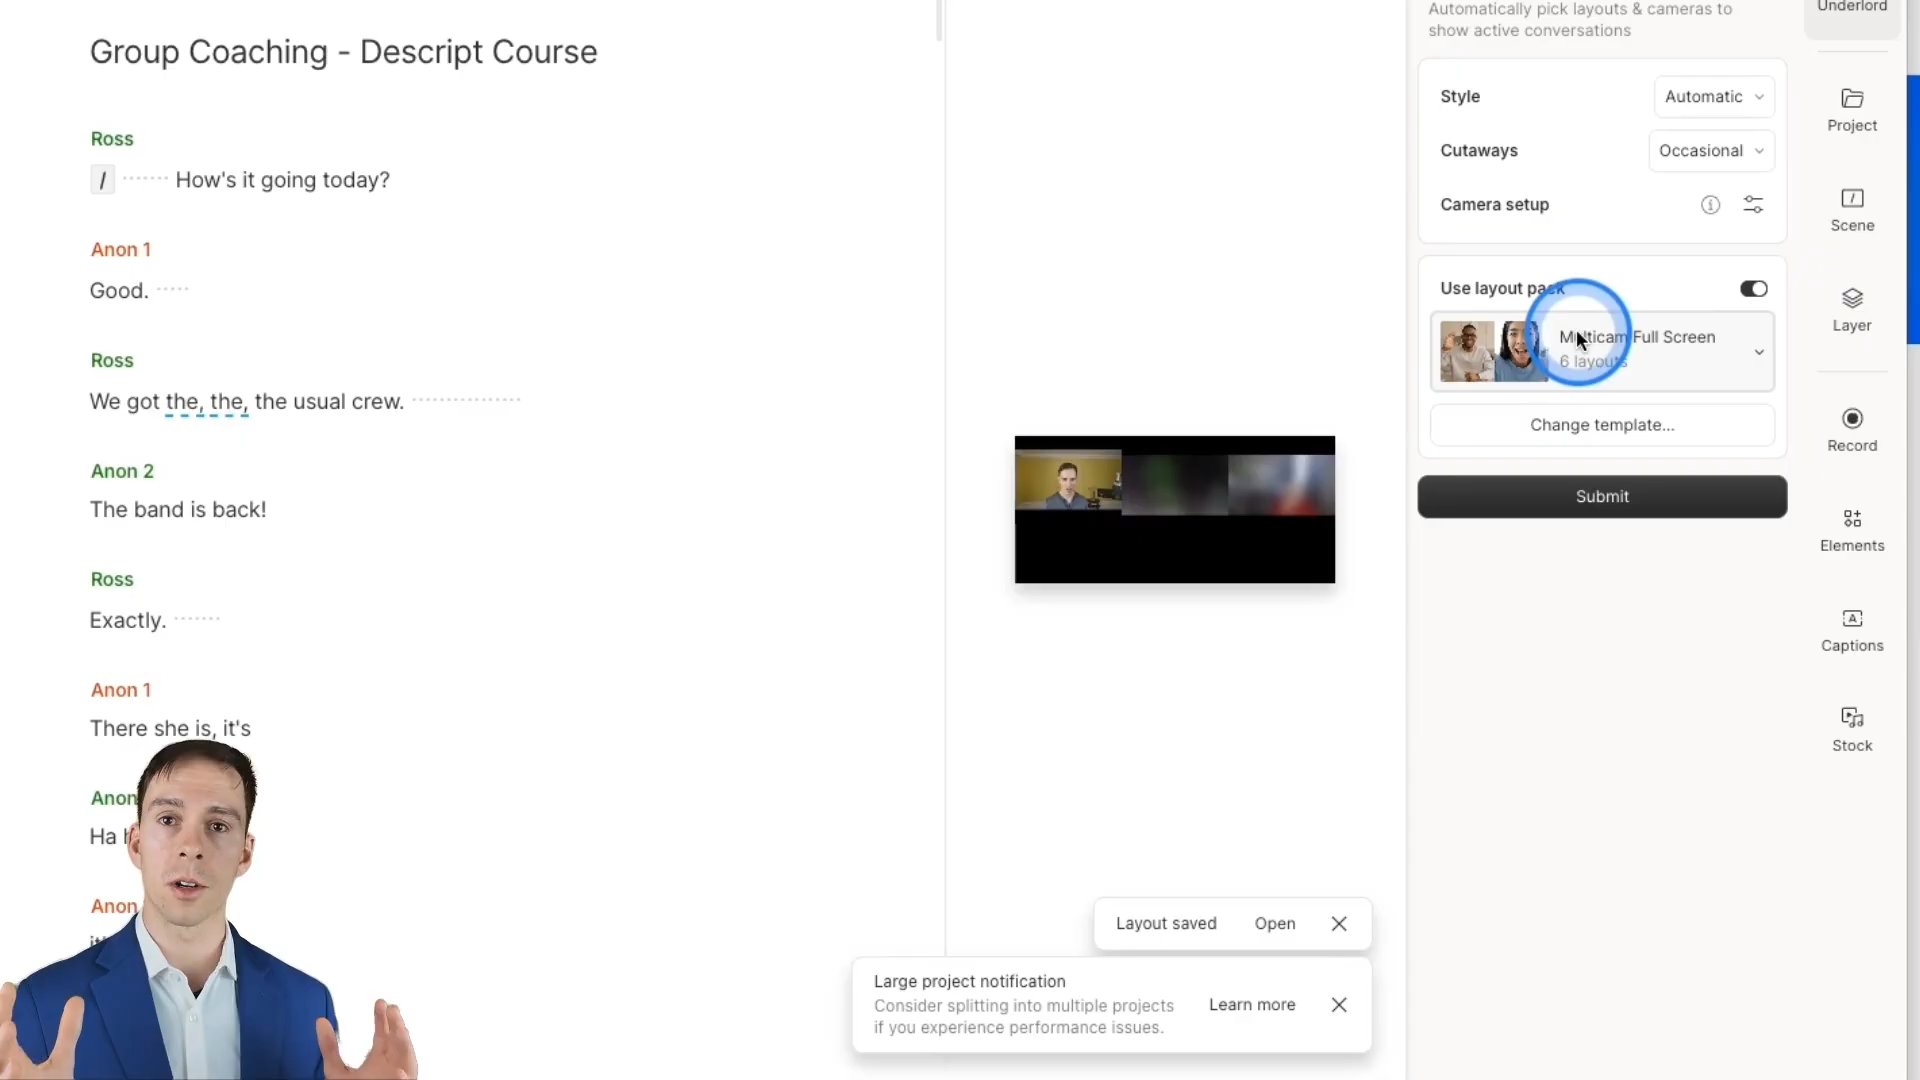 Group Coaching - Descript Course
Ross
/ How's it going today?
Anon 1
Good.
Ross
We got the, the, the usual crew.
Anon 2
The band is back!
Ross
Exactly.
Anon 1
There she is, it's
Anon
Ha
Anon
Layout saved
Open
Large project notification
Consider splitting into multiple projects
if you experience performance issues.
Learn more
Automatically pick layouts & cameras to
show active conversations
Style
Automatic
Cutaways
Occasional
Camera setup
Use layout pack
Multicam Full Screen
6 layouts
Change template...
Submit
Underlord
Project
Scene
Layer
Record
Elements
Captions
Stock